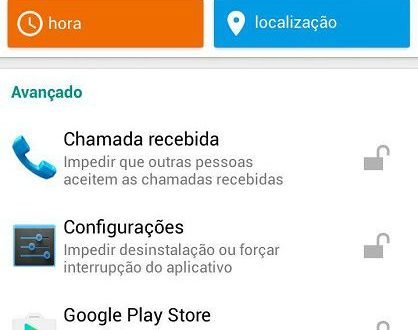 hora
localização
Avançado
Chamada recebida
Impedir que outras pessoas
aceitem as chamadas recebidas
Configurações
Impedir desinstalação ou forçar
interrupção do aplicativo
Google Play Store